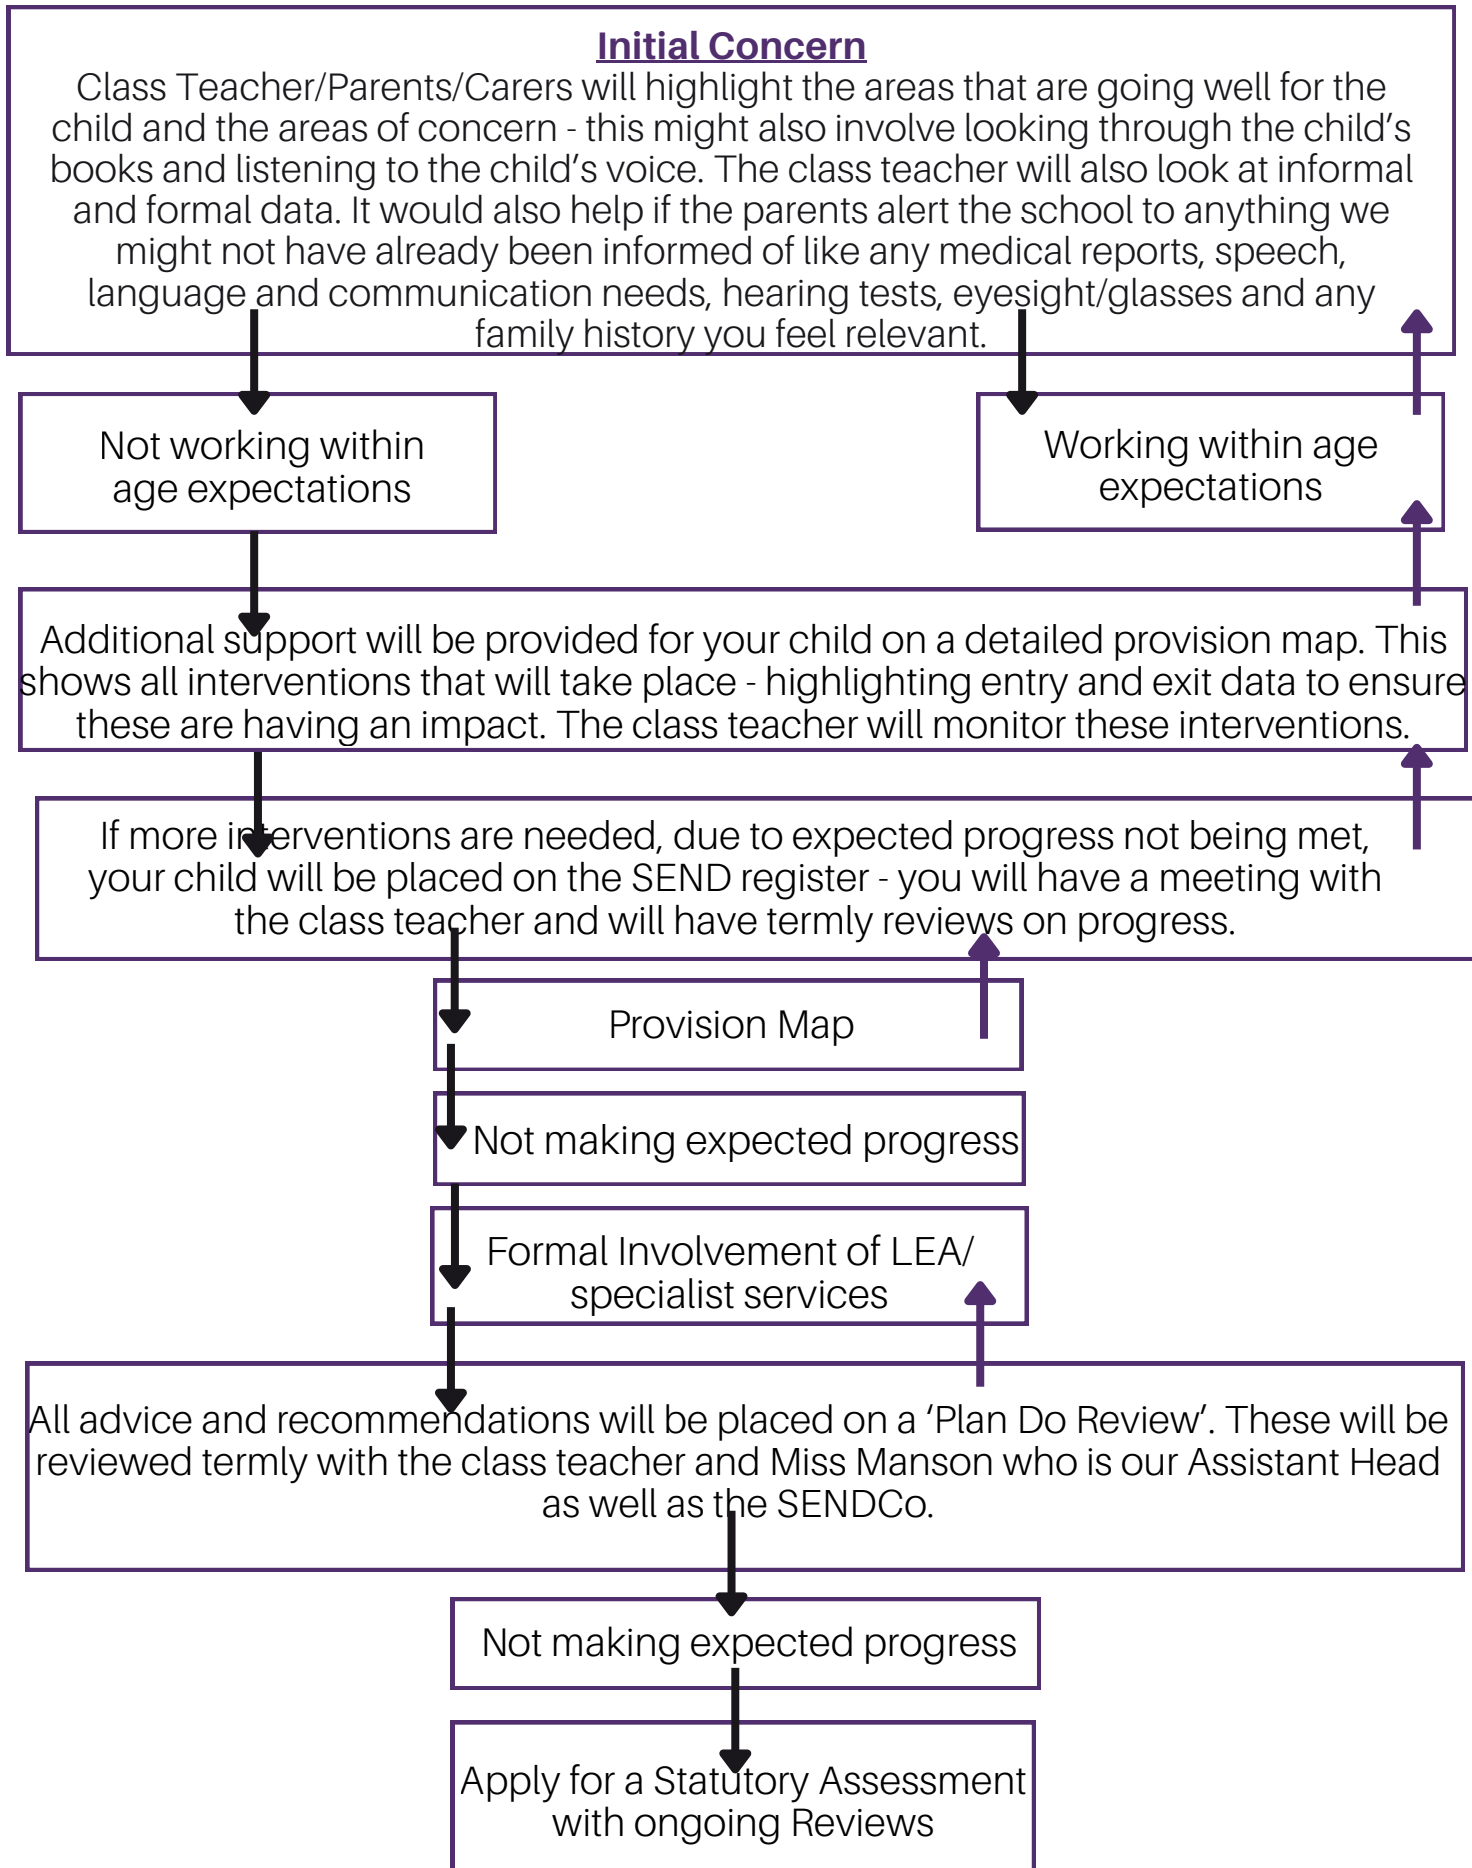 Initial Concern
Class Teacher/Parents/Carers will highlight the areas that are going well for the
child and the areas of concern - this might also involve looking through the child’s
books and listening to the child’s voice. The class teacher will also look at informal
and formal data. It would also help if the parents alert the school to anything we
might not have already been informed of like any medical reports, speech,
language and communication needs, hearing tests, eyesight/glasses and any
family history you feel relevant.
Not working within
age expectations
Working within age
expectations
Additional support will be provided for your child on a detailed provision map. This
shows all interventions that will take place - highlighting entry and exit data to ensure
these are having an impact. The class teacher will monitor these interventions.
If more interventions are needed, due to expected progress not being met,
your child will be placed on the SEND register - you will have a meeting with
the class teacher and will have termly reviews on progress.
Provision Map
Not making expected progress
Formal Involvement of LEA/
specialist services
All advice and recommendations will be placed on a ‘Plan Do Review’. These will be
reviewed termly with the class teacher and Miss Manson who is our Assistant Head
as well as the SENDCo.
Not making expected progress
Apply for a Statutory Assessment
with ongoing Reviews